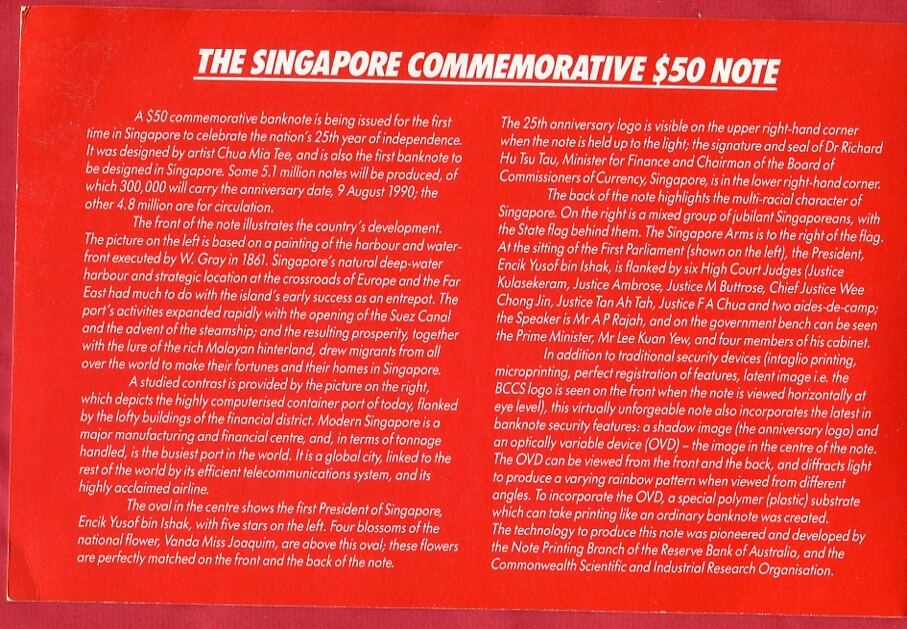 THE SINGAPORE COMMEMORATIVE $50 NOTE
A $50 commemorative banknote is being issued for the first
time in Singapore to celebrate the nation's 25th year of independence.
It was designed by artist Chua Mia Tee, and is also the first banknote to
be designed in Singapore. Some 5.1 million notes will be produced, of
which 300,000 will carry the anniversary date, 9 August 1990; the
other 4.8 million are for circulation.
The front of the note illustrates the country's development.
The picture on the left is based on a painting of the harbour and water-
front executed by W. Gray in 1861. Singapore's natural deep-water
harbour and strategic location at the crossroads of Europe and the Far
East had much to do with the island's early success as an entrepot. The
port's activities expanded rapidly with the opening of the Suez Canal
and the advent of the steamship; and the resulting prosperity, together
with the lure of the rich Malayan hinterland, drew migrants from all
over the world to make their fortunes and their homes in Singapore.
A studied contrast is provided by the picture on the right,
which depicts the highly computerised container port of today, flanked
by the lofty buildings of the financial district. Modern Singapore is a
major manufacturing and financial centre, and, in terms of tonnage
handled, is the busiest port in the world. It is a global city, linked to the
rest of the world by its efficient telecommunications system, and its
highly acclaimed airline.
The oval in the centre shows the first President of Singapore,
Encik Yusof bin Ishak, with five stars on the left. Four blossoms of the
national flower, Vanda Miss Joaquim, are above this oval; these flowers
are perfectly matched on the front and the back of the note.
The 25th anniversary logo is visible on the upper right-hand corner
when the note is held up to the light; the signature and seal of Dr Richard
Hu Tsu Tau, Minister for Finance and Chairman of the Board of
Commissioners of Currency, Singapore, is in the lower right-hand corner.
The back of the note highlights the multi-racial character of
Singapore. On the right is a mixed group of jubilant Singaporeans, with
the State flag behind them. The Singapore Arms is to the right of the flag.
At the sitting of the First Parliament (shown on the left), the President,
Encik Yusof bin Ishak, is flanked by six High Court Judges (Justice
Kulasekeram, Justice Ambrose, Justice M Buttrose, Chief Justice Wee
Chong Jin, Justice Tan Ah Tah, Justice F A Chua and two aides-de-camp;
the Speaker is Mr A P Rajah, and on the government bench can be seen
the Prime Minister, Mr Lee Kuan Yew, and four members of his cabinet.
In addition to traditional security devices (intaglio printing,
microprinting, perfect registration of features, latent image i.e. the
BCCS logo is seen on the front when the note is viewed horizontally at
eye level), this virtually unforgeable note also incorporates the latest in
banknote security features: a shadow image (the anniversary logo) and
an optically variable device (OVD) – the image in the centre of the note.
The OVD can be viewed from the front and the back, and diffracts light
to produce a varying rainbow pattern when viewed from different
angles. To incorporate the OVD, a special polymer (plastic) substrate
which can take printing like an ordinary banknote was created.
The technology to produce this note was pioneered and developed by
the Note Printing Branch of the Reserve Bank of Australia, and the
Commonwealth Scientific and Industrial Research Organisation.